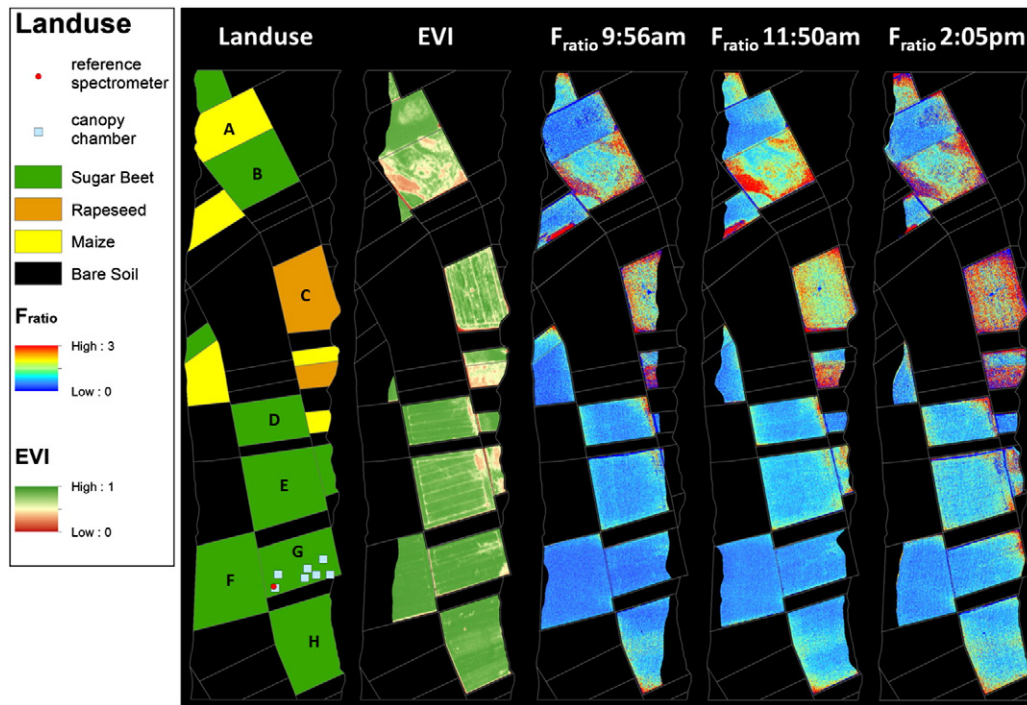 Landuse
reference
spectrometer
canopy
chamber
Sugar Beet
Rapeseed
Maize
Bare Soil
Fratio
High : 3
Low : 0
EVI
High : 1
Low : 0
Landuse EVI Fratio 9:56am Fratio 11:50am Fratio 2:05pm
A
B
C
D
E
G
F
H